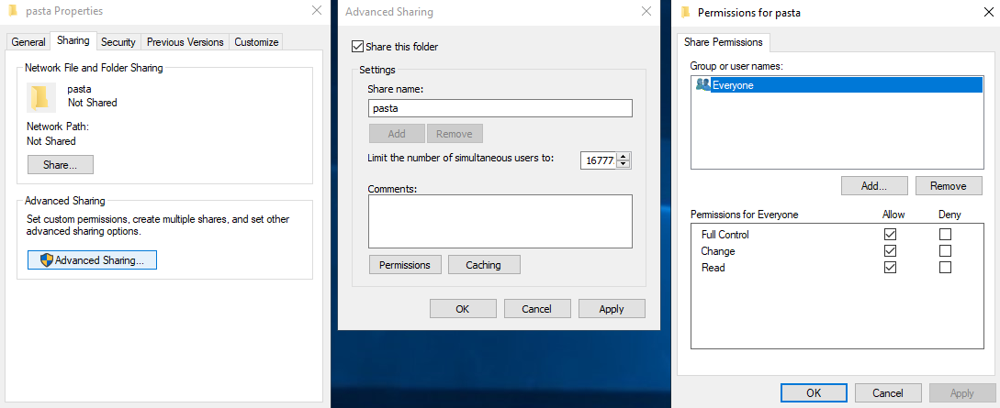 pasta Properties
General
Sharing
Security
Previous Versions
Customize
Network File and Folder Sharing
pasta
Not Shared
Network Path:
Not Shared
Share...
Advanced Sharing
Set custom permissions, create multiple shares, and set other
advanced sharing options.
Advanced Sharing...
Advanced Sharing
Share this folder
Settings
Share name:
pasta
Add
Remove
Limit the number of simultaneous users to:
16777
Comments:
Permissions
Caching
OK
Cancel
Apply
Permissions for pasta
Share Permissions
Group or user names:
Everyone
Add...
Remove
Permissions for Everyone
Allow
Deny
Full Control
Change
Read
OK
Cancel
Apply